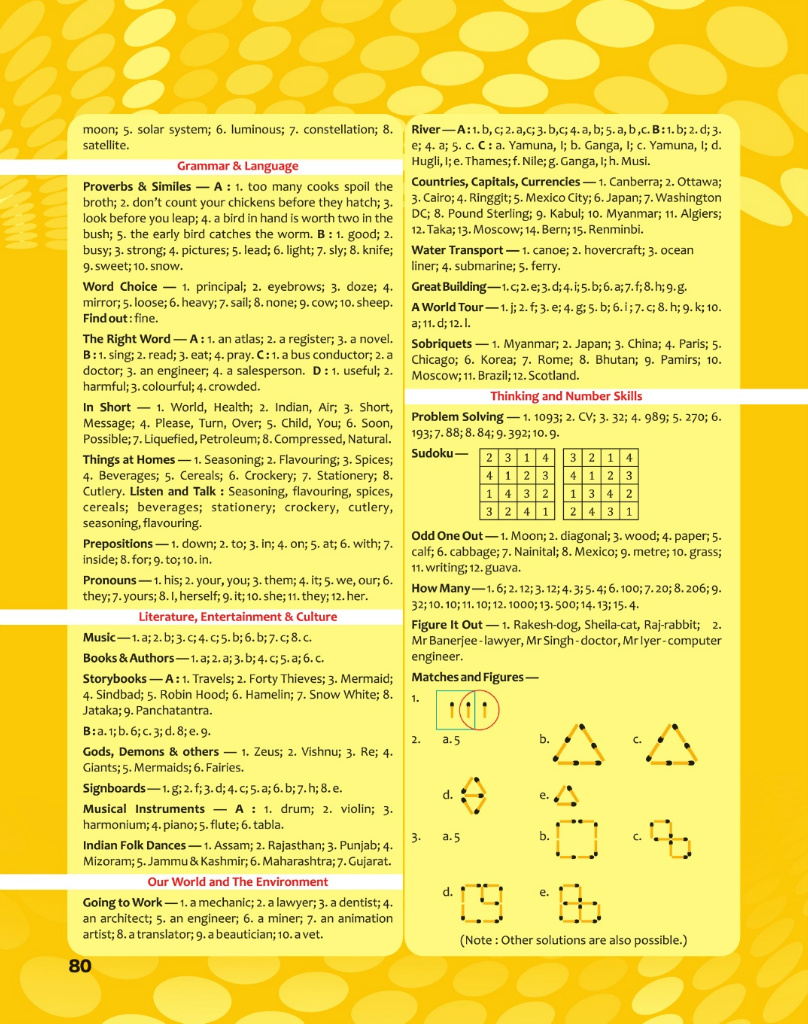 moon; 5. solar system; 6. luminous; 7. constellation; 8.
satellite.
Grammar & Language
Proverbs & Similes — A : 1. too many cooks spoil the
broth; 2. don't count your chickens before they hatch; 3.
look before you leap; 4. a bird in hand is worth two in the
bush; 5. the early bird catches the worm. B : 1. good; 2.
busy; 3. strong; 4. pictures; 5. lead; 6. light; 7. sly; 8. knife;
9. sweet; 10. snow.
Word Choice — 1. principal; 2. eyebrows; 3. doze; 4.
mirror; 5. loose; 6. heavy; 7. sail; 8. none; 9. cow; 10. sheep.
Find out : fine.
The Right Word — A : 1. an atlas; 2. a register; 3. a novel.
B : 1. sing; 2. read; 3. eat; 4. pray. C : 1. a bus conductor; 2. a
doctor; 3. an engineer; 4. a salesperson. D : 1. useful; 2.
harmful; 3. colourful; 4. crowded.
In Short — 1. World, Health; 2. Indian, Air; 3. Short,
Message; 4. Please, Turn, Over; 5. Child, You; 6. Soon,
Possible; 7. Liquefied, Petroleum; 8. Compressed, Natural.
Things at Homes — 1. Seasoning; 2. Flavouring; 3. Spices;
4. Beverages; 5. Cereals; 6. Crockery; 7. Stationery; 8.
Cutlery. Listen and Talk : Seasoning, flavouring, spices,
cereals; beverages; stationery; crockery, cutlery,
seasoning, flavouring.
Prepositions — 1. down; 2. to; 3. in; 4. on; 5. at; 6. with; 7.
inside; 8. for; 9. to; 10. in.
Pronouns — 1. his; 2. your, you; 3. them; 4. it; 5. we, our; 6.
they; 7. yours; 8. I, herself; 9. it; 10. she; 11. they; 12. her.
Literature, Entertainment & Culture
Music — 1. a; 2. b; 3. c; 4. c; 5. b; 6. b; 7. c; 8. c.
Books & Authors — 1. a; 2. a; 3. b; 4. c; 5. a; 6. c.
Storybooks — A : 1. Travels; 2. Forty Thieves; 3. Mermaid;
4. Sindbad; 5. Robin Hood; 6. Hamelin; 7. Snow White; 8.
Jataka; 9. Panchatantra.
B : a. 1; b. 6; c. 3; d. 8; e. 9.
Gods, Demons & others — 1. Zeus; 2. Vishnu; 3. Re; 4.
Giants; 5. Mermaids; 6. Fairies.
Signboards — 1. g; 2. f; 3. d; 4. c; 5. a; 6. b; 7. h; 8. e.
Musical Instruments — A : 1. drum; 2. violin; 3.
harmonium; 4. piano; 5. flute; 6. tabla.
Indian Folk Dances — 1. Assam; 2. Rajasthan; 3. Punjab; 4.
Mizoram; 5. Jammu & Kashmir; 6. Maharashtra; 7. Gujarat.
Our World and The Environment
Going to Work — 1. a mechanic; 2. a lawyer; 3. a dentist; 4.
an architect; 5. an engineer; 6. a miner; 7. an animation
artist; 8. a translator; 9. a beautician; 10. a vet.
River — A : 1. b, c; 2. a,c; 3. b,c; 4. a, b; 5. a, b ,c. B : 1. b; 2. d; 3.
e; 4. a; 5. c. C : a. Yamuna, I; b. Ganga, I; c. Yamuna, I; d.
Hugli, I; e. Thames; f. Nile; g. Ganga, I; h. Musi.
Countries, Capitals, Currencies — 1. Canberra; 2. Ottawa;
3. Cairo; 4. Ringgit; 5. Mexico City; 6. Japan; 7. Washington
DC; 8. Pound Sterling; 9. Kabul; 10. Myanmar; 11. Algiers;
12. Taka; 13. Moscow; 14. Bern; 15. Renminbi.
Water Transport — 1. canoe; 2. hovercraft; 3. ocean
liner; 4. submarine; 5. ferry.
Great Building — 1. c; 2. e; 3. d; 4. i; 5. b; 6. a; 7. f; 8. h; 9. g.
A World Tour — 1. j; 2. f; 3. e; 4. g; 5. b; 6. i ; 7. c; 8. h; 9. k; 10.
a; 11. d; 12. l.
Sobriquets — 1. Myanmar; 2. Japan; 3. China; 4. Paris; 5.
Chicago; 6. Korea; 7. Rome; 8. Bhutan; 9. Pamirs; 10.
Moscow; 11. Brazil; 12. Scotland.
Thinking and Number Skills
Problem Solving — 1. 1093; 2. CV; 3. 32; 4. 989; 5. 270; 6.
193; 7. 88; 8. 84; 9. 392; 10. 9.
Sudoku —
2 3 1 4 3 2 1 4
4 1 2 3 4 1 2 3
1 4 3 2 1 3 4 2
3 2 4 1 2 4 3 1
Odd One Out — 1. Moon; 2. diagonal; 3. wood; 4. paper; 5.
calf; 6. cabbage; 7. Nainital; 8. Mexico; 9. metre; 10. grass;
11. writing; 12. guava.
How Many — 1. 6; 2. 12; 3. 12; 4. 3; 5. 4; 6. 100; 7. 20; 8. 206; 9.
32; 10. 10; 11. 10; 12. 1000; 13. 500; 14. 13; 15. 4.
Figure It Out — 1. Rakesh-dog, Sheila-cat, Raj-rabbit; 2.
Mr Banerjee - lawyer, Mr Singh - doctor, Mr Iyer - computer
engineer.
Matches and Figures —
1.
2. a. 5 b. c.
d. e.
3. a. 5 b. c.
d. e.
(Note : Other solutions are also possible.)
80